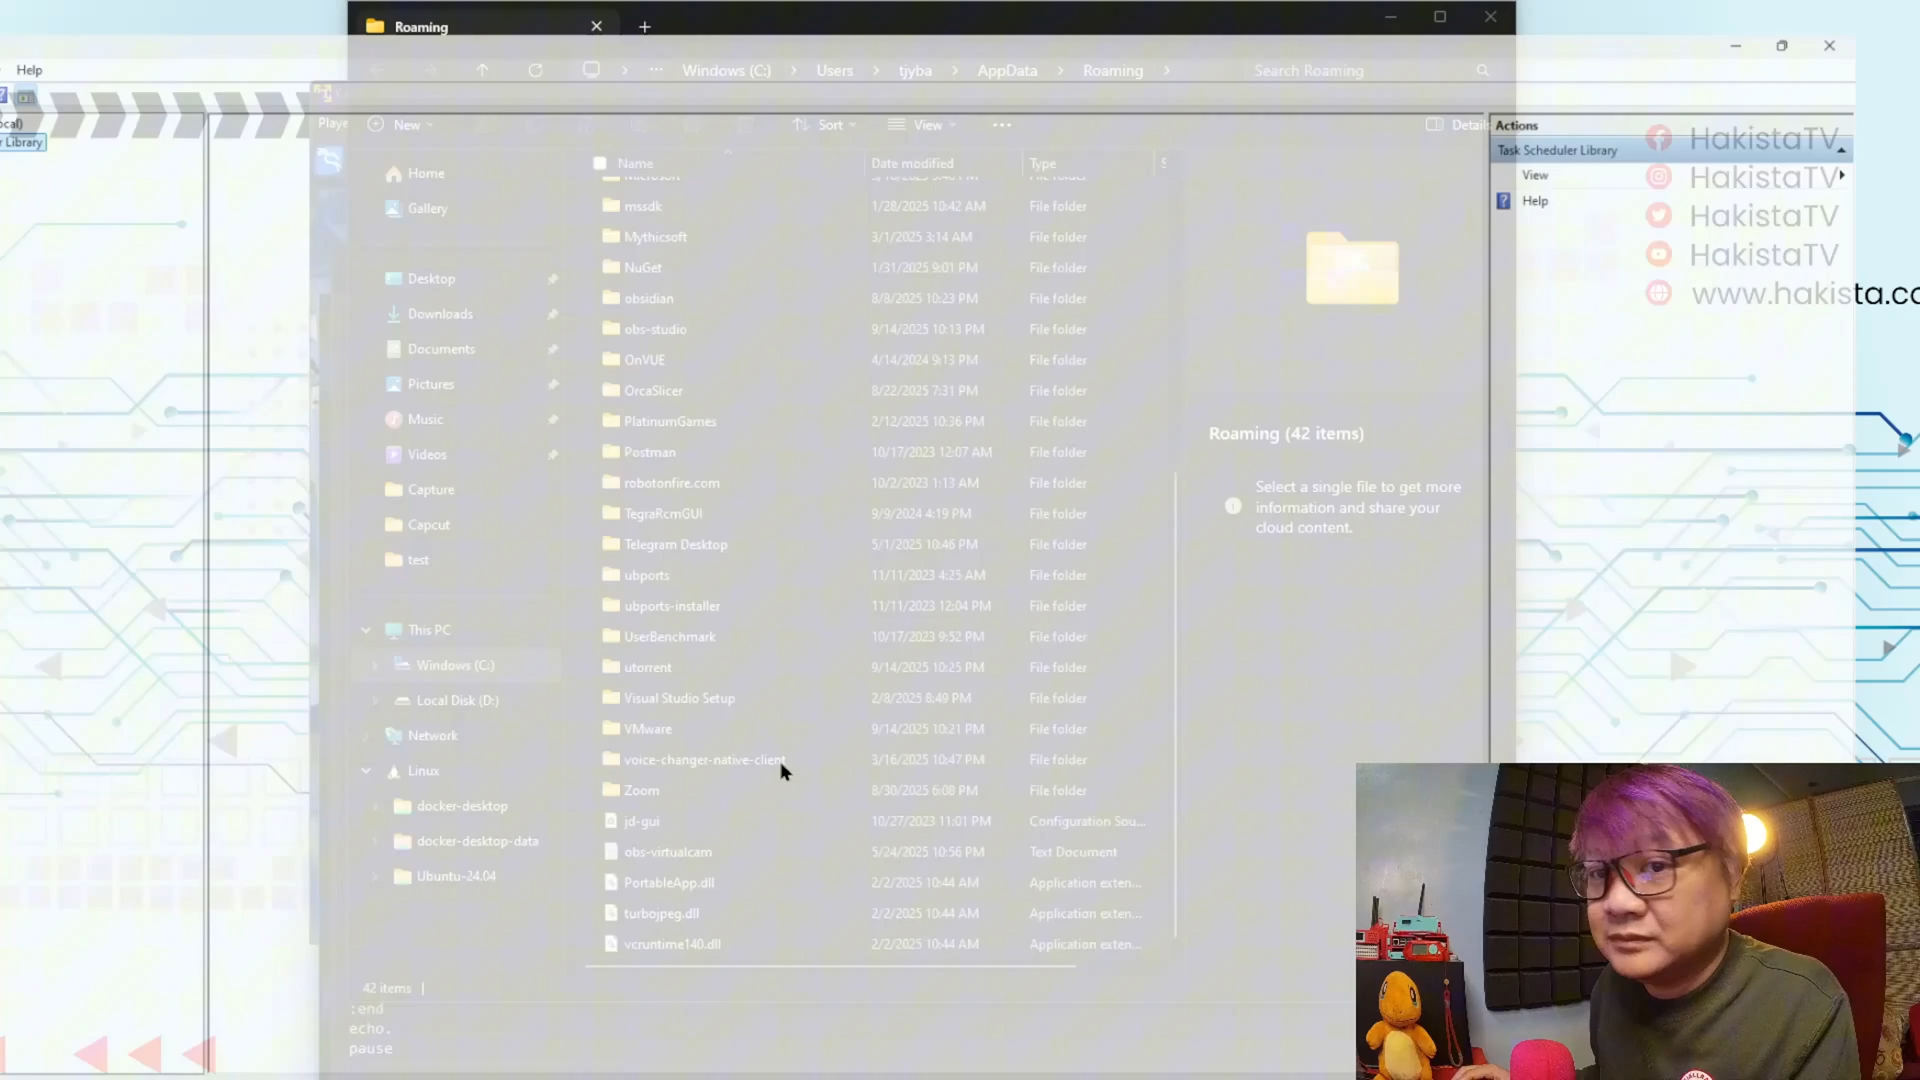 Roaming
Help
Windows (C:)
Users
tjyba
AppData
Roaming
Search Roaming
ocal)
r Library
Playe
New
Sort
View
Details
Actions
Task Scheduler Library
View
Help
HakistaTV
HakistaTV
HakistaTV
HakistaTV
www.hakista.co
Home
Gallery
Desktop
Downloads
Documents
Pictures
Music
Videos
Capture
Capcut
test
This PC
Windows (C:)
Local Disk (D:)
Network
Linux
docker-desktop
docker-desktop-data
Ubuntu-24.04
Name Date modified Type S
Microsoft File folder
mssdk 1/28/2025 10:42 AM File folder
Mythicsoft 3/1/2025 3:14 AM File folder
NuGet 1/31/2025 9:01 PM File folder
obsidian 8/8/2025 10:23 PM File folder
obs-studio 9/14/2025 10:13 PM File folder
OnVUE 4/14/2024 9:13 PM File folder
OrcaSlicer 8/22/2025 7:31 PM File folder
PlatinumGames 2/12/2025 10:36 PM File folder
Postman 10/17/2023 12:07 AM File folder
robotonfire.com 10/2/2023 1:13 AM File folder
TegraRcmGUI 9/9/2024 4:19 PM File folder
Telegram Desktop 5/1/2025 10:46 PM File folder
ubports 11/11/2023 4:25 AM File folder
ubports-installer 11/11/2023 12:04 PM File folder
UserBenchmark 10/17/2023 9:52 PM File folder
utorrent 9/14/2025 10:25 PM File folder
Visual Studio Setup 2/8/2025 8:49 PM File folder
VMware 9/14/2025 10:21 PM File folder
voice-changer-native-client 3/16/2025 10:47 PM File folder
Zoom 8/30/2025 6:08 PM File folder
jd-gui 10/27/2023 11:01 PM Configuration Sou...
obs-virtualcam 5/24/2025 10:56 PM Text Document
PortableApp.dll 2/2/2025 10:44 AM Application exten...
turbojpeg.dll 2/2/2025 10:44 AM Application exten...
vcruntime140.dll 2/2/2025 10:44 AM Application exten...
Roaming (42 items)
Select a single file to get more
information and share your
cloud content.
42 items
:end
echo.
pause